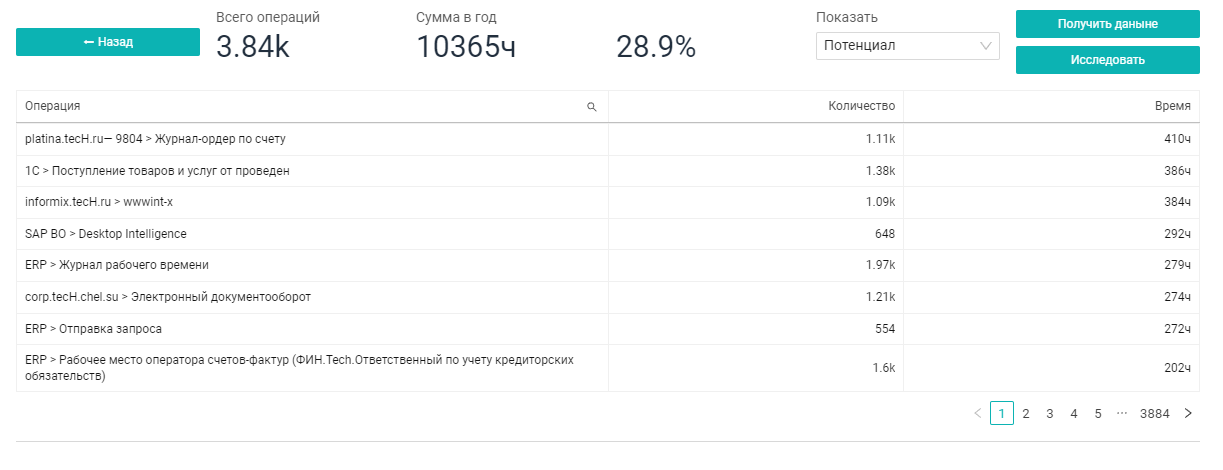 ← Назад
Всего операций
3.84k
Сумма в год
10365ч
28.9%
Показать
Потенциал
Получить даныне
Исследовать
Операция Количество Время
platina.tecH.ru— 9804 > Журнал-ордер по счету 1.11k 410ч
1С > Поступление товаров и услуг от проведен 1.38k 386ч
informix.tecH.ru > wwwint-x 1.09k 384ч
SAP BO > Desktop Intelligence 648 292ч
ERP > Журнал рабочего времени 1.97k 279ч
corp.tecH.chel.su > Электронный документооборот 1.21k 274ч
ERP > Отправка запроса 554 272ч
ERP > Рабочее место оператора счетов-фактур (ФИН.Tech.Ответственный по учету кредиторских
обязательств) 1.6k 202ч
< 1 2 3 4 5 ··· 3884 >